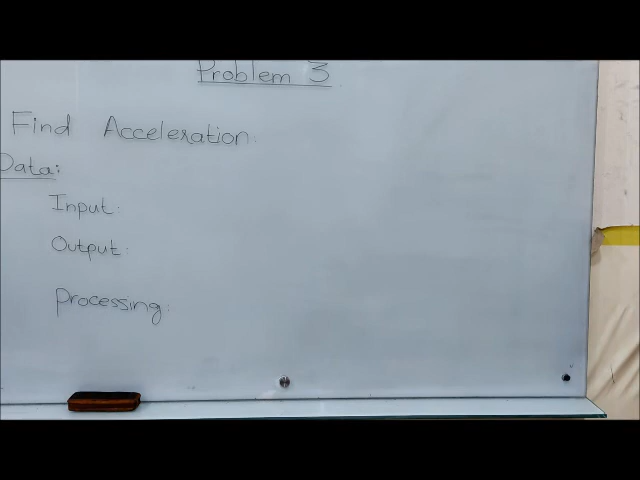 Problem 3
Find Acceleration.
Data:
Input.
Output.
Processing: